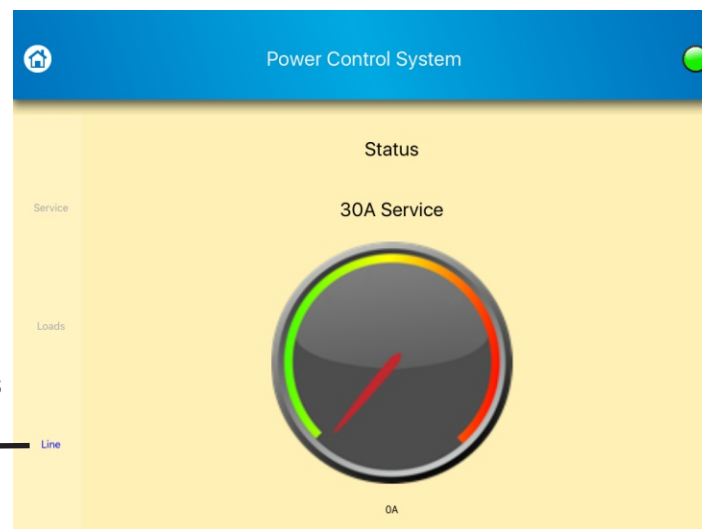 Power Control System
Status
Service
30A Service
Loads
Line
0A